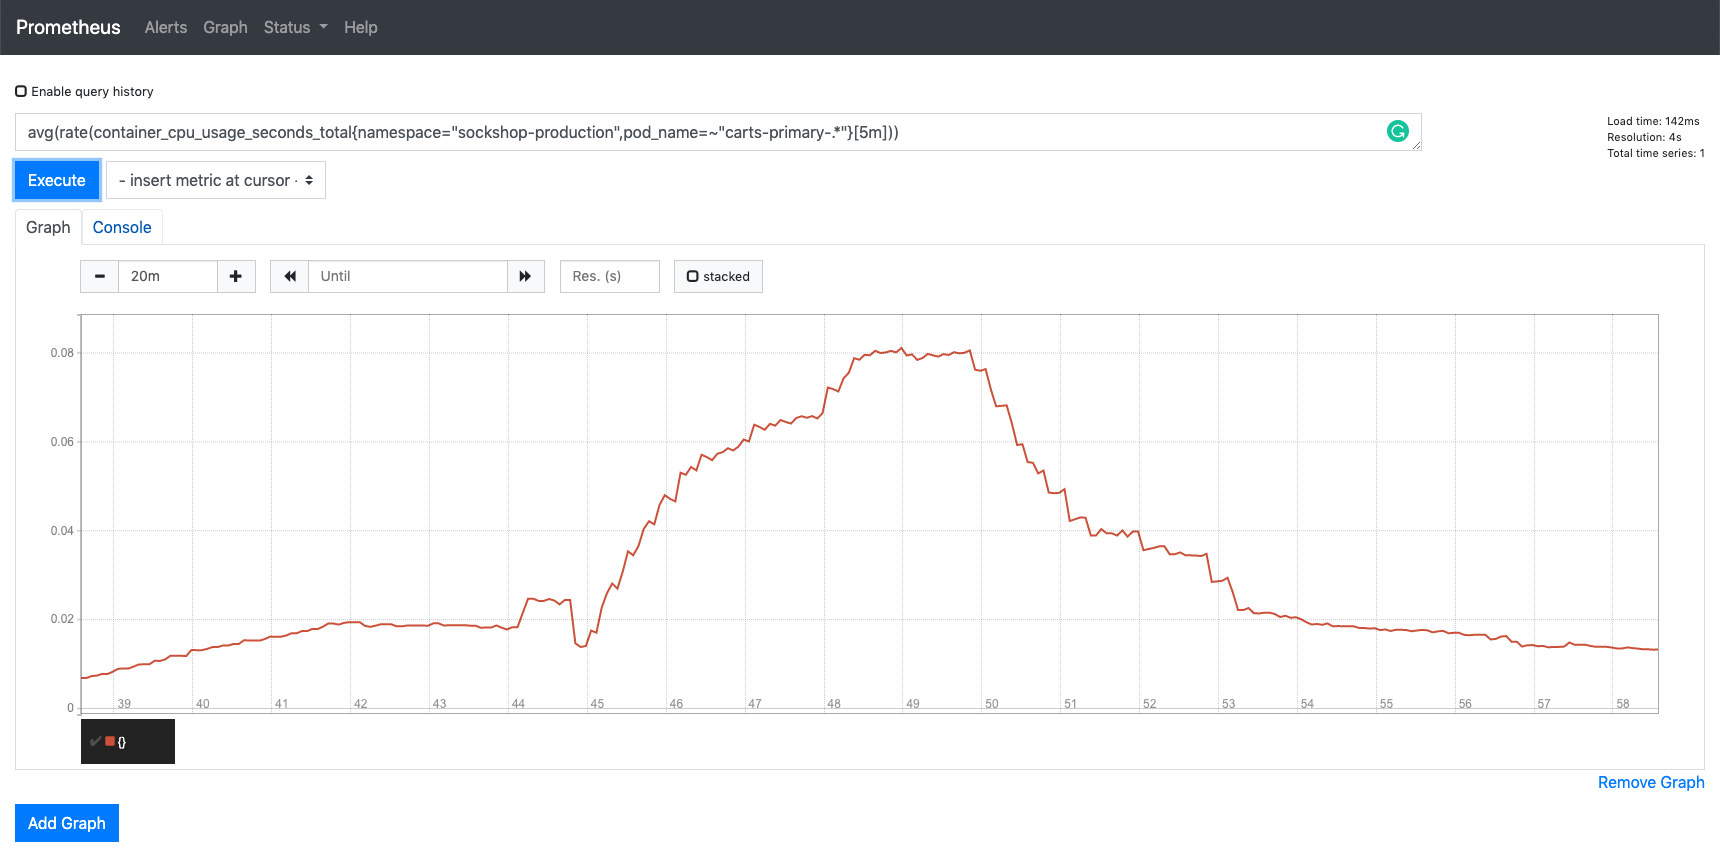 Prometheus Alerts Graph Status Help
Enable query history
avg(rate(container_cpu_usage_seconds_total{namespace="sockshop-production",pod_name=~"carts-primary-.*"}[5m]))
Load time: 142ms
Resolution: 4s
Total time series: 1
Execute
- insert metric at cursor -
Graph Console
20m Until Res. (s) stacked
0.08
0.06
0.04
0.02
0
39 40 41 42 43 44 45 46 47 48 49 50 51 52 53 54 55 56 57 58
{}
Remove Graph
Add Graph